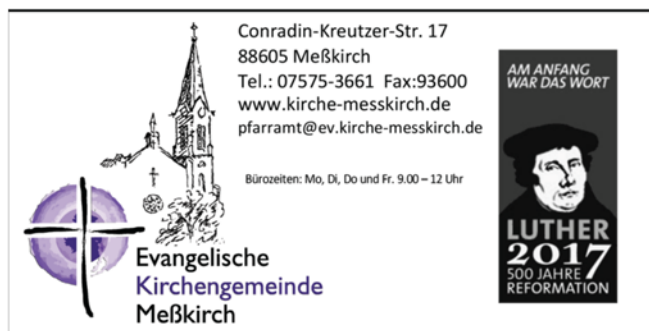 Conradin-Kreutzer-Str. 17
88605 Meßkirch
Tel.: 07575-3661 Fax:93600
www.kirche-messkirch.de
pfarramt@ev.kirche-messkirch.de
Bürozeiten: Mo, Di, Do und Fr. 9.00 – 12 Uhr
Evangelische
Kirchengemeinde
Meßkirch
AM ANFANG
WAR DAS WORT
LUTHER
2017
500 JAHRE
REFORMATION